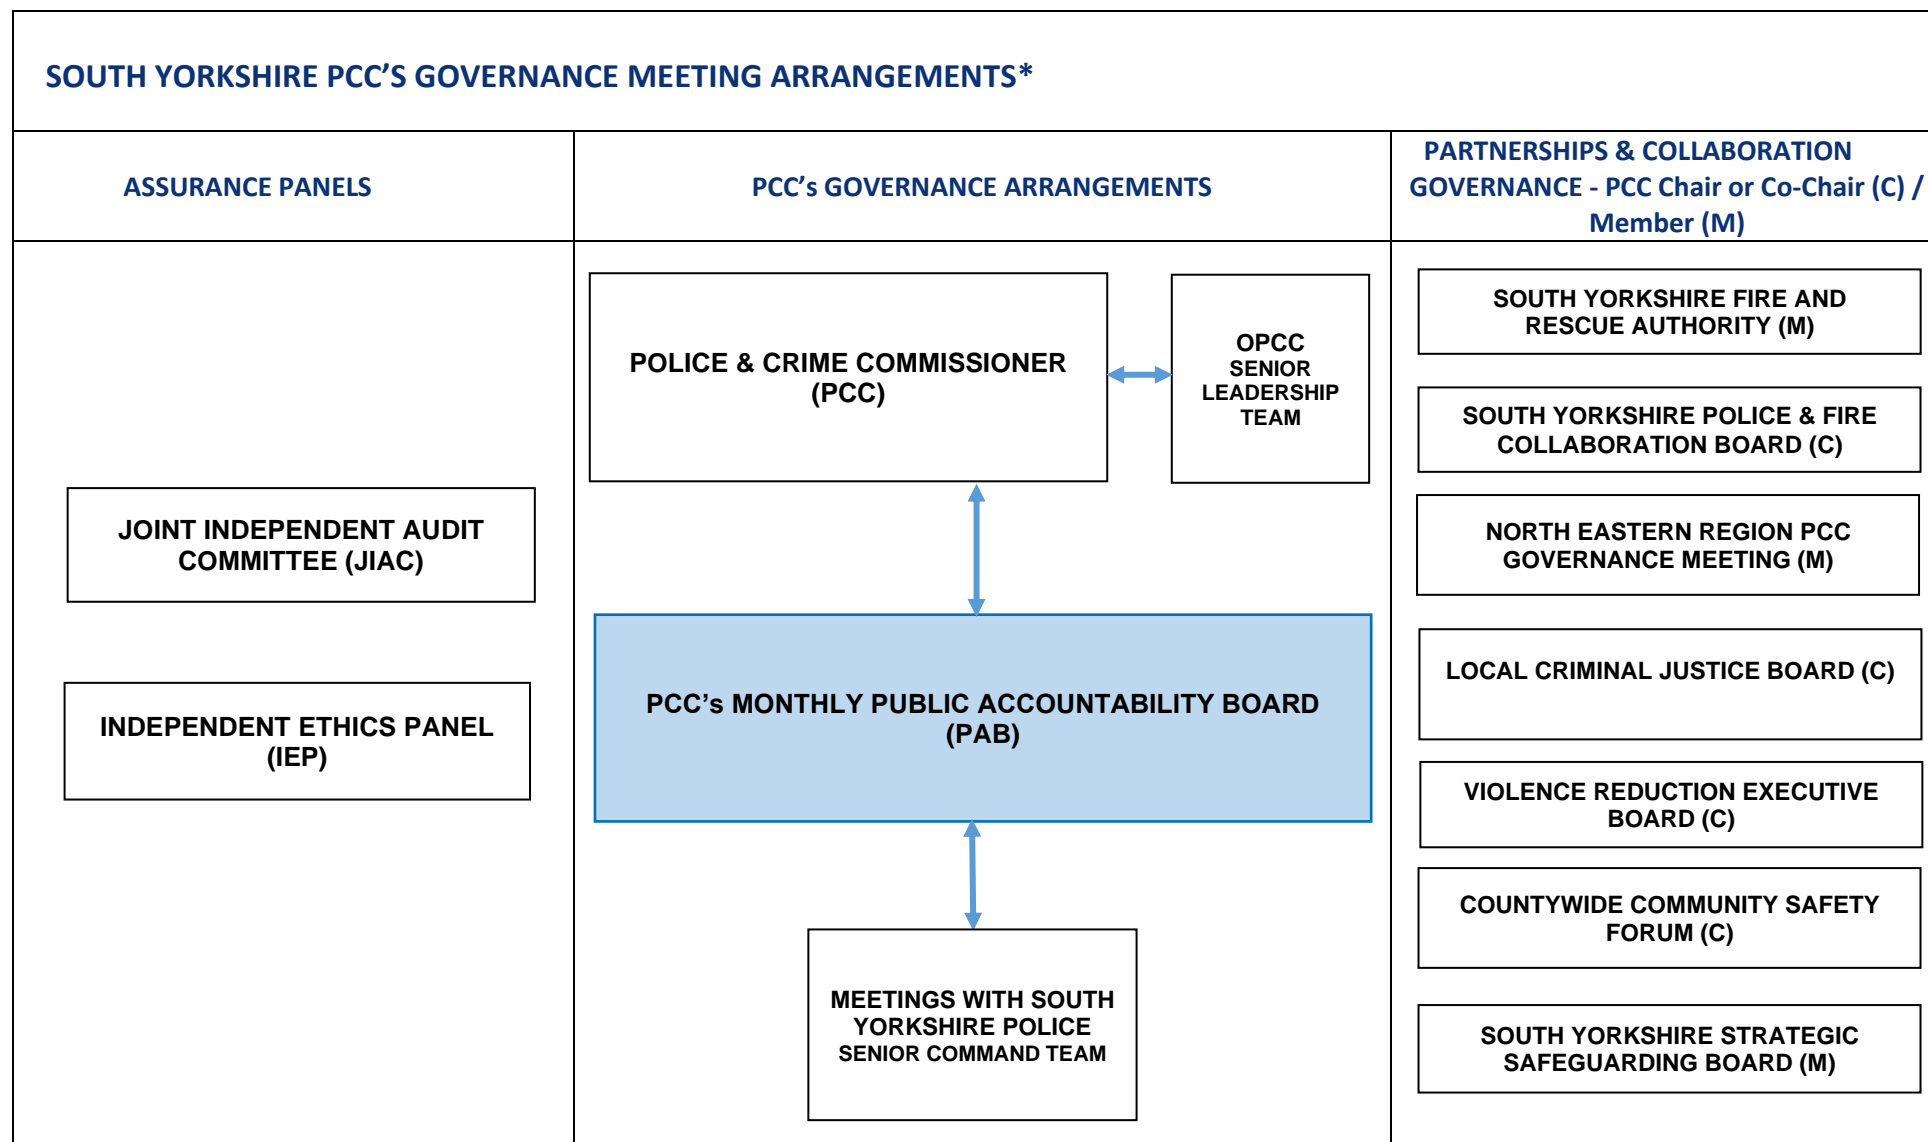 SOUTH YORKSHIRE PCC’S GOVERNANCE MEETING ARRANGEMENTS*
ASSURANCE PANELS
PCC’s GOVERNANCE ARRANGEMENTS
PARTNERSHIPS & COLLABORATION
GOVERNANCE - PCC Chair or Co-Chair (C) /
Member (M)
JOINT INDEPENDENT AUDIT
COMMITTEE (JIAC)
INDEPENDENT ETHICS PANEL
(IEP)
POLICE & CRIME COMMISSIONER
(PCC)
OPCC
SENIOR
LEADERSHIP
TEAM
PCC’s MONTHLY PUBLIC ACCOUNTABILITY BOARD
(PAB)
MEETINGS WITH SOUTH
YORKSHIRE POLICE
SENIOR COMMAND TEAM
SOUTH YORKSHIRE FIRE AND
RESCUE AUTHORITY (M)
SOUTH YORKSHIRE POLICE & FIRE
COLLABORATION BOARD (C)
NORTH EASTERN REGION PCC
GOVERNANCE MEETING (M)
LOCAL CRIMINAL JUSTICE BOARD (C)
VIOLENCE REDUCTION EXECUTIVE
BOARD (C)
COUNTYWIDE COMMUNITY SAFETY
FORUM (C)
SOUTH YORKSHIRE STRATEGIC
SAFEGUARDING BOARD (M)